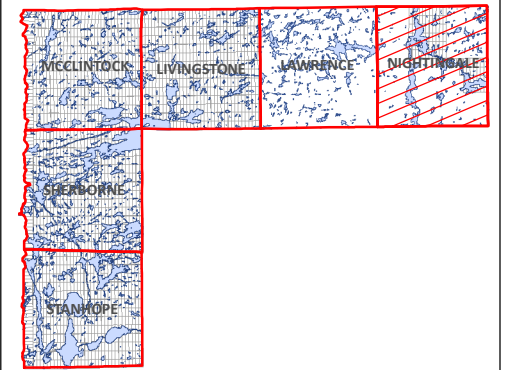 MCCLINTOCK
LIVINGSTONE
LAWRENCE
NIGHTINGALE
SHERBORNE
STANHOPE